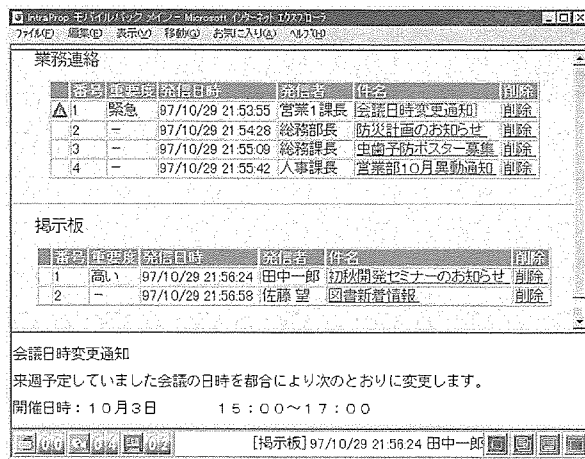 IntraProp モバイルパック メイン - Microsoft インターネット エクスプローラ
ファイル(F) 編集(E) 表示(V) 移動(G) お気に入り(A) ヘルプ(H)
業務連絡
番号 重要度 発信日時 発信者 件名 削除
1 緊急 97/10/29 21:53:55 営業1課長 会議日時変更通知 削除
2 － 97/10/29 21:54:28 総務部長 防災計画のお知らせ 削除
3 － 97/10/29 21:55:09 総務課長 虫歯予防ポスター募集 削除
4 － 97/10/29 21:55:42 人事課長 営業部10月異動通知 削除
掲示板
番号 重要度 発信日時 発信者 件名 削除
1 高い 97/10/29 21:56:24 田中一郎 初秋開発セミナーのお知らせ 削除
2 － 97/10/29 21:56:58 佐藤 望 図書新着情報 削除
会議日時変更通知
来週予定していました会議の日時を都合により次のとおりに変更します。
開催日時：１０月３日 １５：００～１７：００
00 04 02 [掲示板] 97/10/29 21:56:24 田中一郎